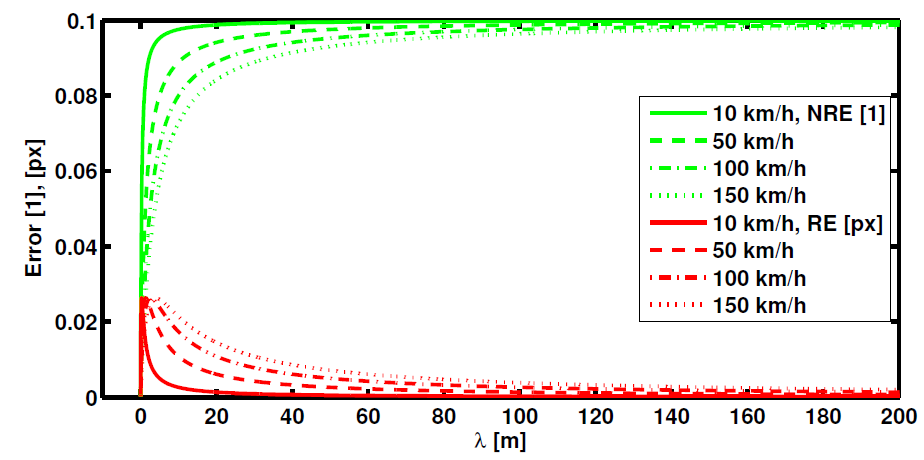 0.1
0.08
0.06
0.04
0.02
0
Error [1], [px]
10 km/h, NRE [1]
50 km/h
100 km/h
150 km/h
10 km/h, RE [px]
50 km/h
100 km/h
150 km/h
0 20 40 60 80 100 120 140 160 180 200
λ [m]